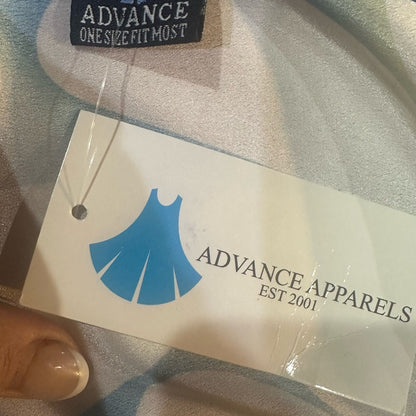 ADVANCE
ONE SIZE FIT MOST
ADVANCE APPARELS
EST 2001